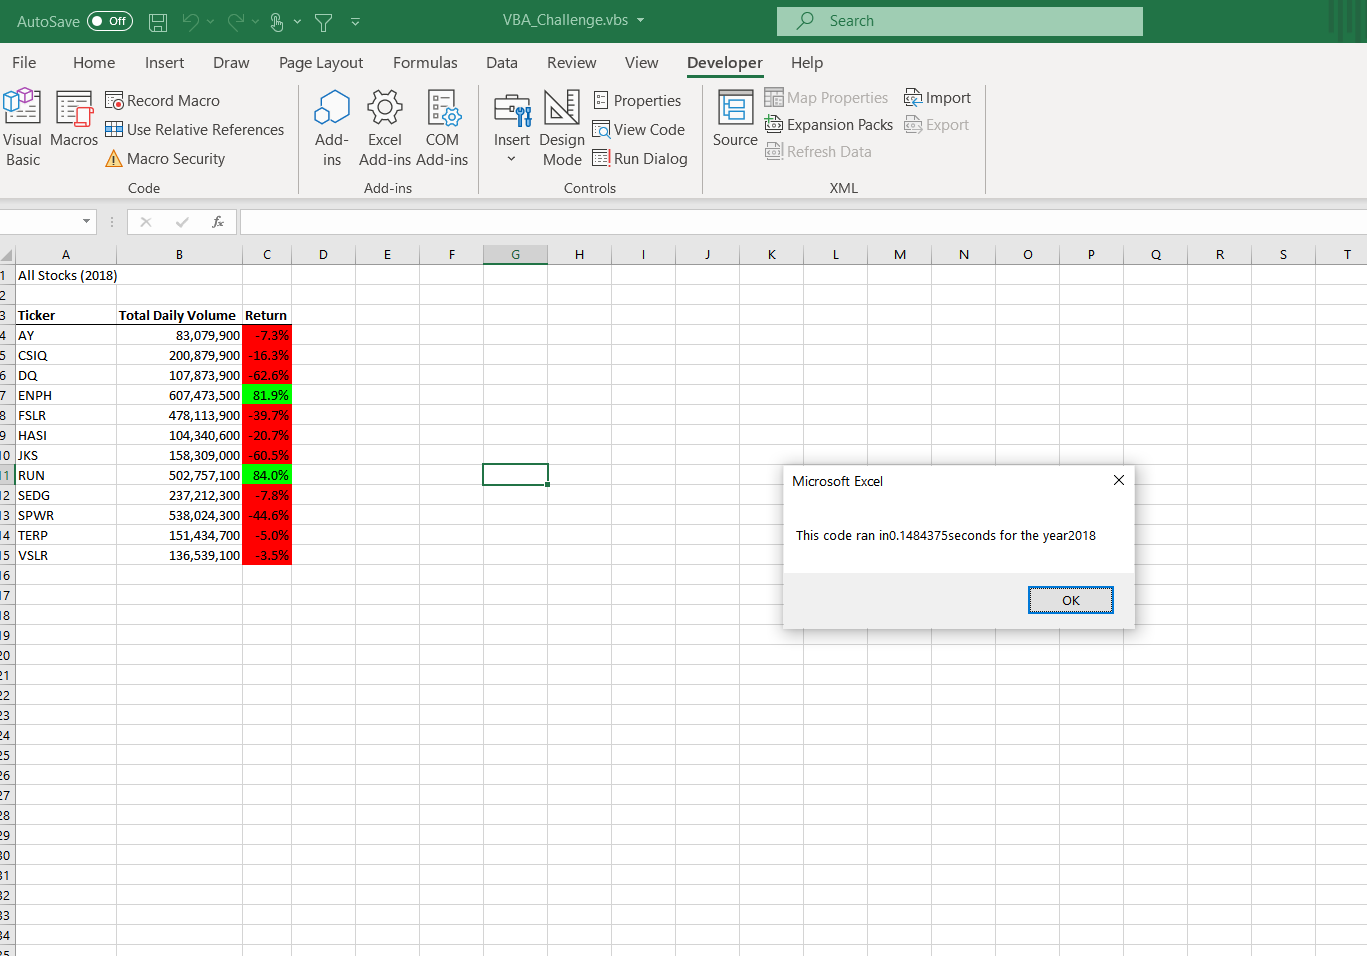 AutoSave Off VBA_Challenge.vbs Search
File Home Insert Draw Page Layout Formulas Data Review View Developer Help
Visual Basic
Macros
Record Macro
Use Relative References
Macro Security
Code
Add-ins
Excel Add-ins
COM Add-ins
Add-ins
Insert
Design Mode
Properties
View Code
Run Dialog
Controls
Source
Map Properties
Expansion Packs
Refresh Data
Import
Export
XML
fx
A B C D E F G H I J K L M N O P Q R S T
1 All Stocks (2018)
2
3 Ticker Total Daily Volume Return
4 AY 83,079,900 -7.3%
5 CSIQ 200,879,900 -16.3%
6 DQ 107,873,900 -62.6%
7 ENPH 607,473,500 81.9%
8 FSLR 478,113,900 -39.7%
9 HASI 104,340,600 -20.7%
10 JKS 158,309,000 -60.5%
11 RUN 502,757,100 84.0%
12 SEDG 237,212,300 -7.8%
13 SPWR 538,024,300 -44.6%
14 TERP 151,434,700 -5.0%
15 VSLR 136,539,100 -3.5%
16
17
18
19
20
21
22
23
24
25
26
27
28
29
30
31
32
33
34
35
Microsoft Excel
This code ran in0.1484375seconds for the year2018
OK